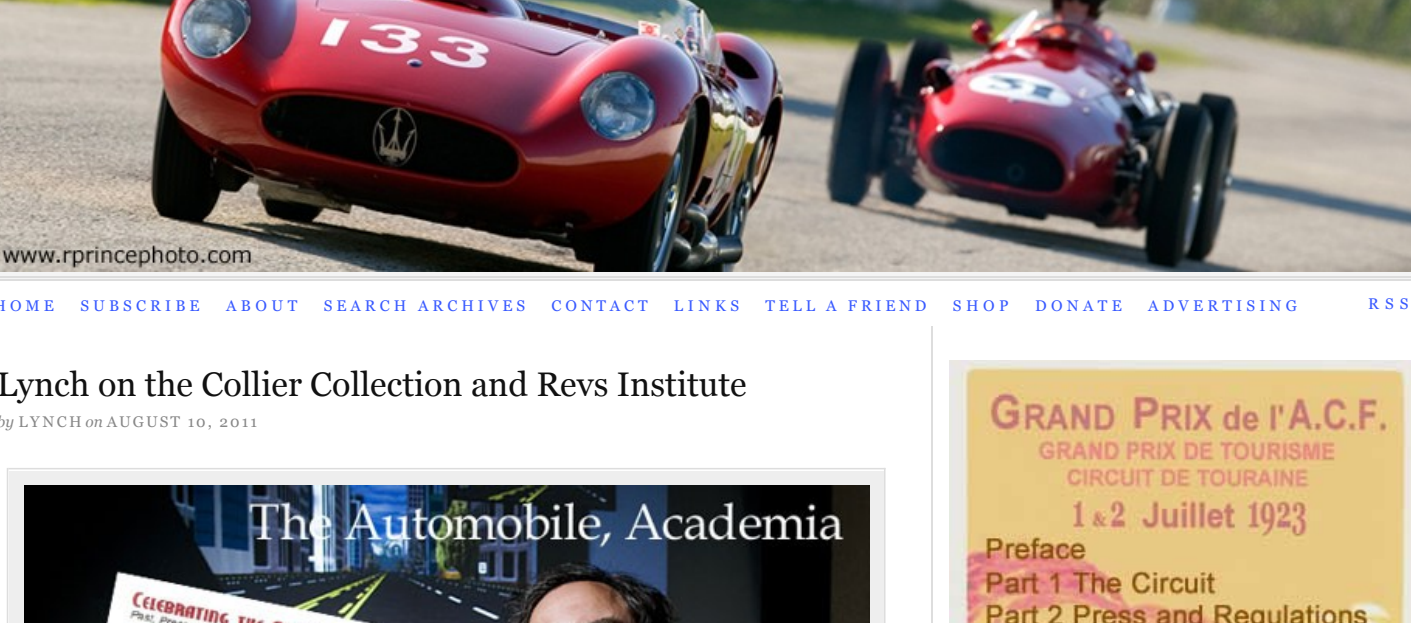 133
31
www.rprincephoto.com
HOME SUBSCRIBE ABOUT SEARCH ARCHIVES CONTACT LINKS TELL A FRIEND SHOP DONATE ADVERTISING RSS
Lynch on the Collier Collection and Revs Institute
by LYNCH on AUGUST 10, 2011
The Automobile, Academia
CELEBRATING THE
GRAND PRIX de l'A.C.F.
GRAND PRIX DE TOURISME
CIRCUIT DE TOURAINE
1 & 2 Juillet 1923
Preface
Part 1 The Circuit
Part 2 Press and Regulations